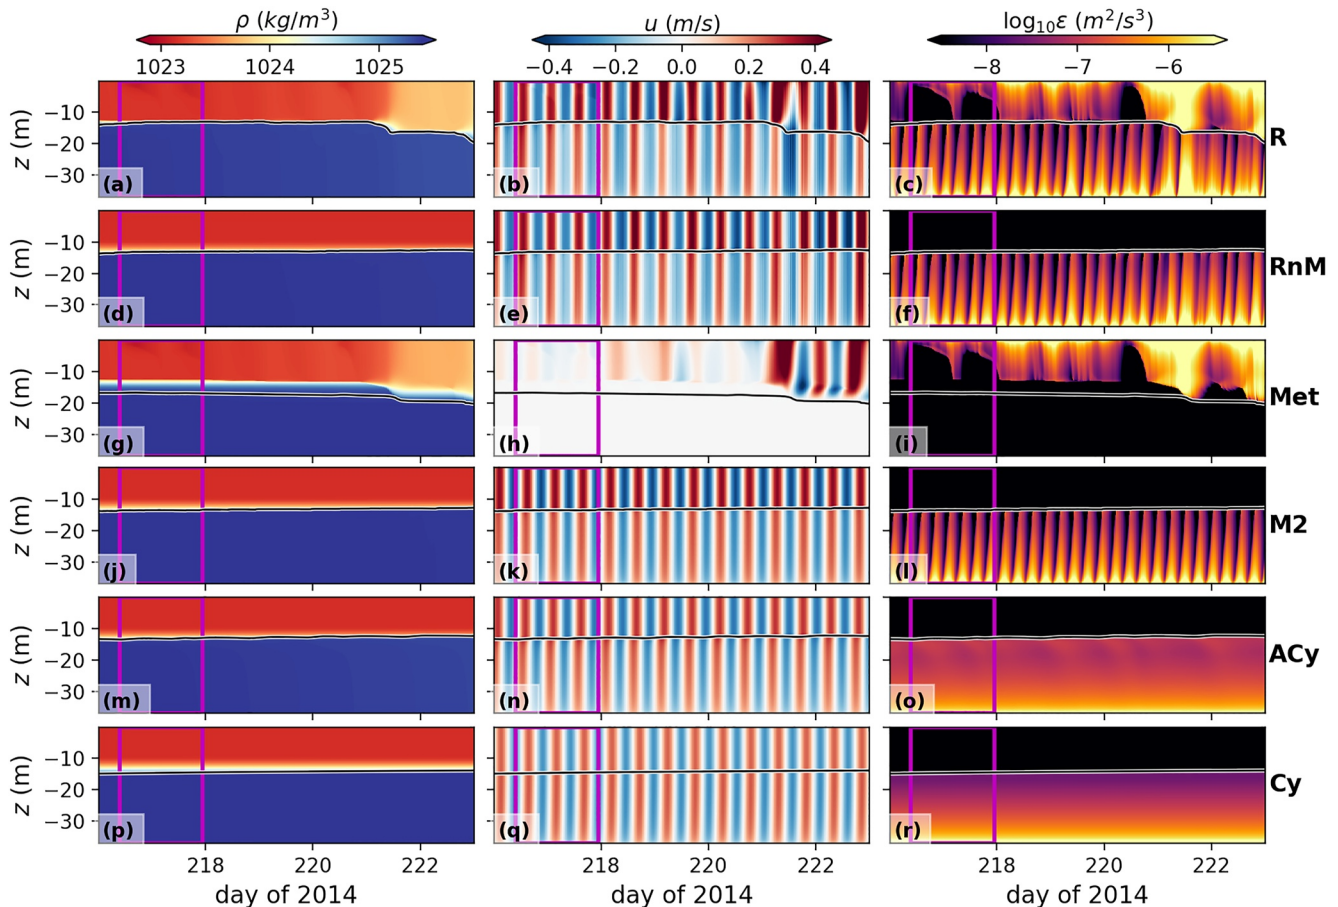 ρ (kg/m³) u (m/s) log₁₀ε (m²/s³)
1023 1024 1025 −0.4 −0.2 0.0 0.2 0.4 −8 −7 −6
z (m) −10 −20 −30 (a) (b) (c) R
z (m) −10 −20 −30 (d) (e) (f) RnM
z (m) −10 −20 −30 (g) (h) (i) Met
z (m) −10 −20 −30 (j) (k) (l) M2
z (m) −10 −20 −30 (m) (n) (o) ACy
z (m) −10 −20 −30 (p) (q) (r) Cy
218 220 222 218 220 222 218 220 222
day of 2014 day of 2014 day of 2014